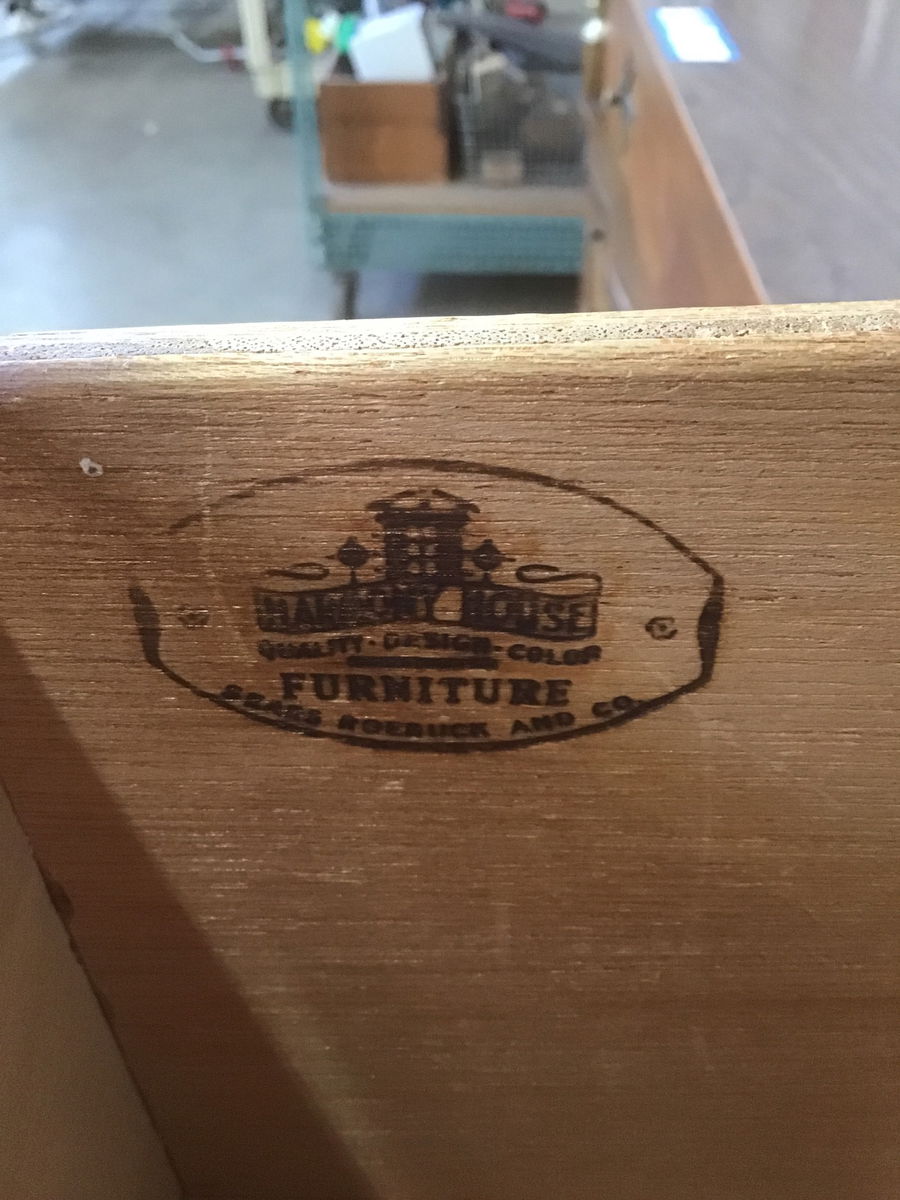 HARMONY HOUSE
QUALITY · DESIGN · COLOR
FURNITURE
SEARS ROEBUCK AND CO.